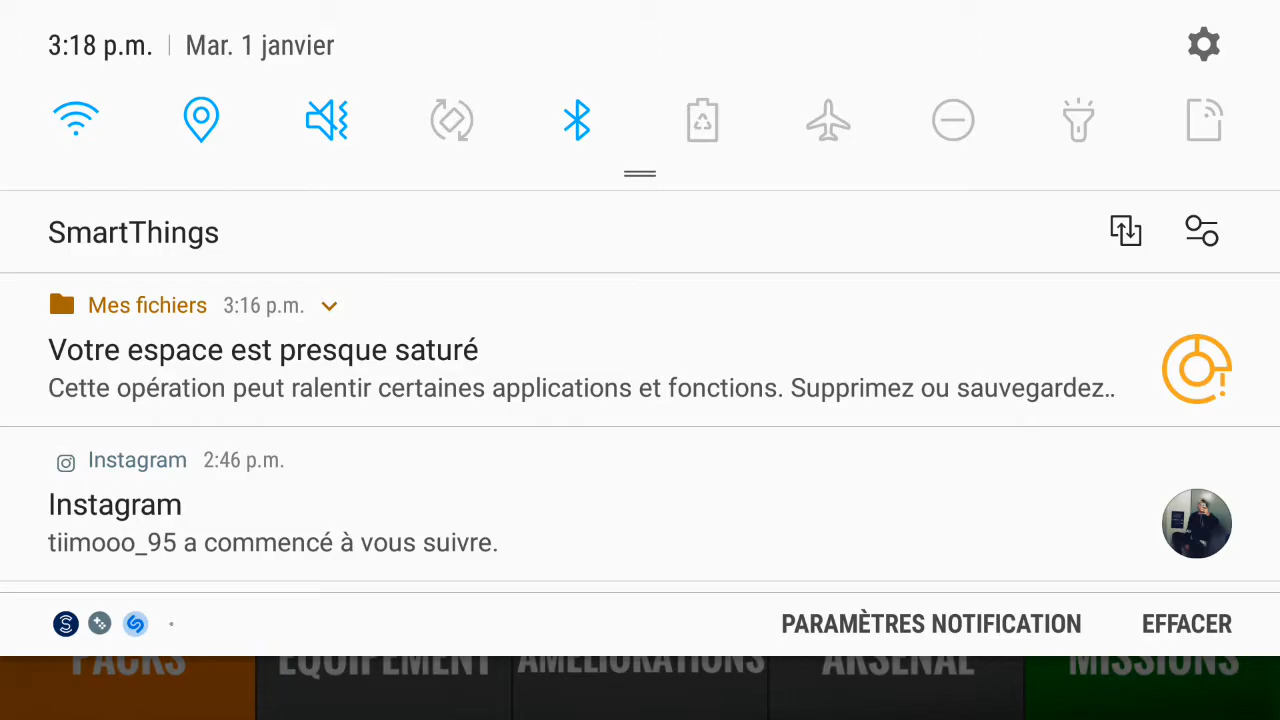 3:18 p.m. | Mar. 1 janvier
SmartThings
Mes fichiers 3:16 p.m.
Votre espace est presque saturé
Cette opération peut ralentir certaines applications et fonctions. Supprimez ou sauvegardez..
Instagram 2:46 p.m.
Instagram
tiimooo_95 a commencé à vous suivre.
PARAMÈTRES NOTIFICATION EFFACER
PACKS ÉQUIPEMENT AMÉLIORATIONS ARSENAL MISSIONS